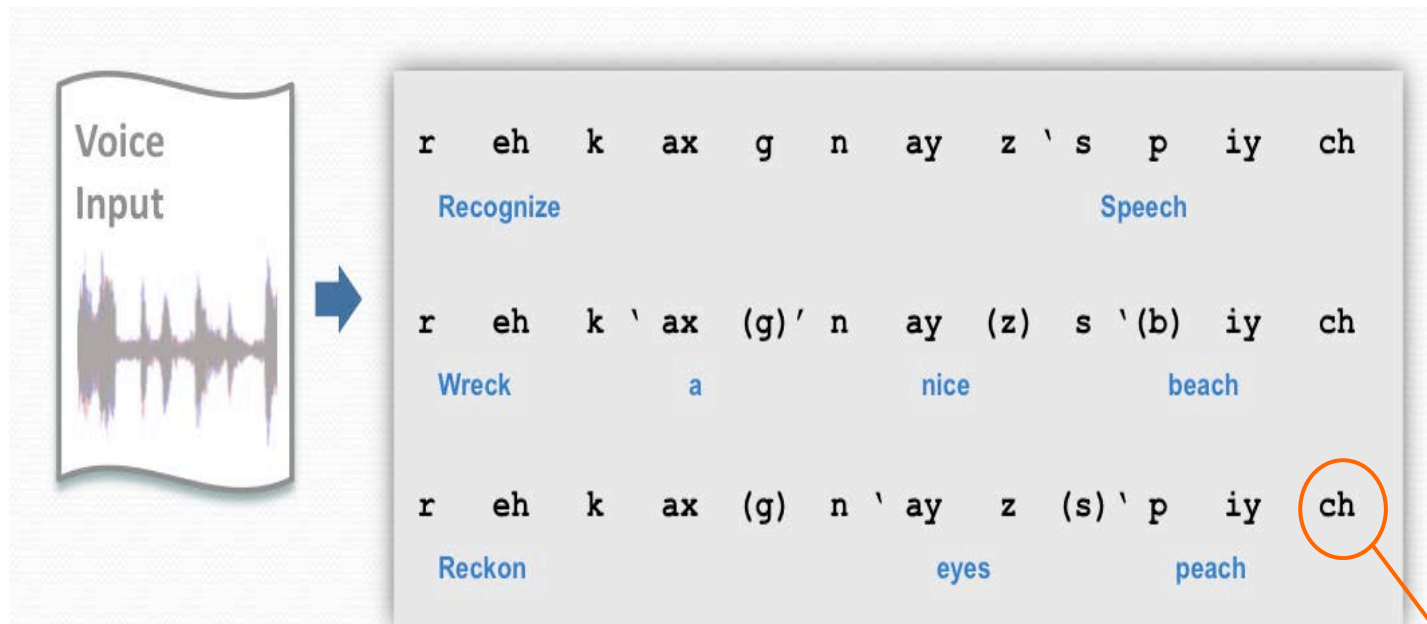 Voice
Input
r eh k ax g n ay z ‵ s p iy ch
Recognize Speech
r eh k ‵ ax (g)′ n ay (z) s ‵(b) iy ch
Wreck a nice beach
r eh k ax (g) n ‵ ay z (s)‵ p iy ch
Reckon eyes peach